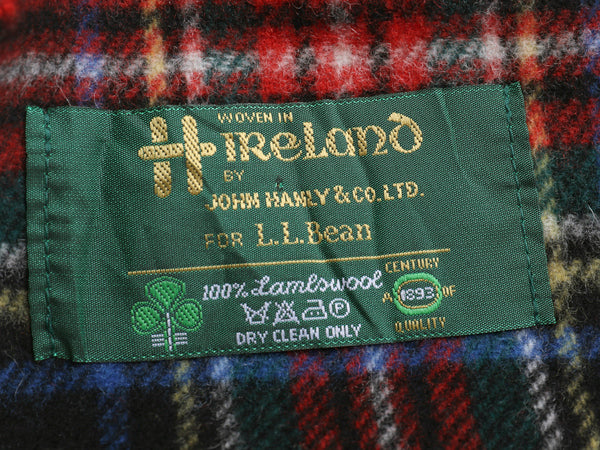 WOVEN IN
IRELAND
BY
JOHN HANLY & CO. LTD.
FOR L.L.Bean
100% Lambswool
DRY CLEAN ONLY
CENTURY
A 1893 OF
QUALITY